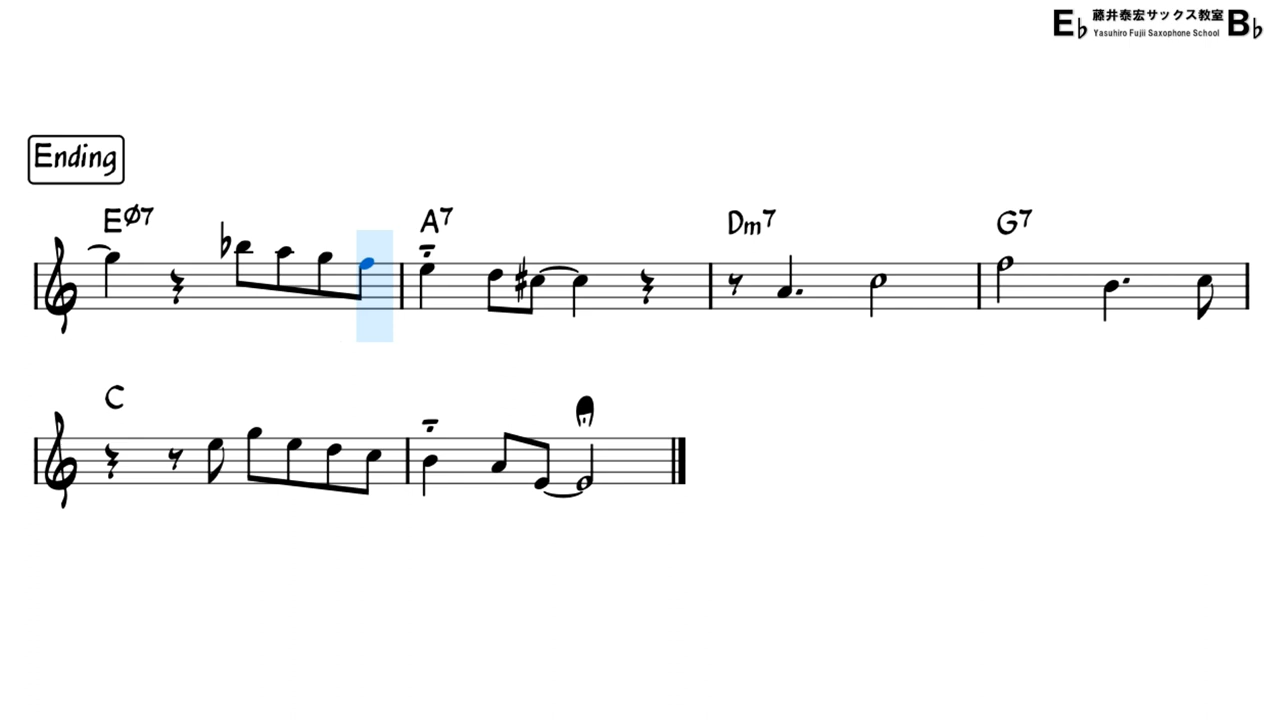 E♭ 藤井泰宏サックス教室 B♭
Yasuhiro Fujii Saxophone School
Ending
Eø7 A7 Dm7 G7
C